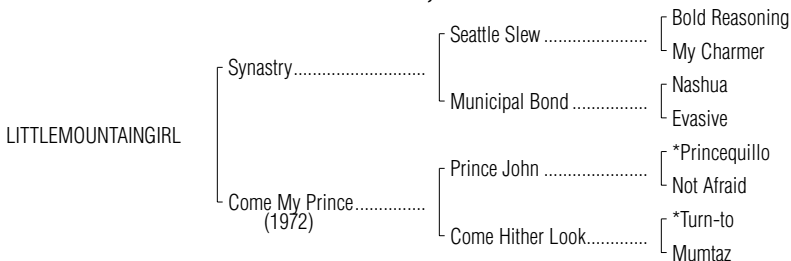 Bold Reasoning
Seattle Slew ......................
My Charmer
Synastry............................
Nashua
Municipal Bond ................
Evasive
LITTLEMOUNTAINGIRL
*Princequillo
Prince John ......................
Not Afraid
Come My Prince...............
(1972)
*Turn-to
Come Hither Look.............
Mumtaz